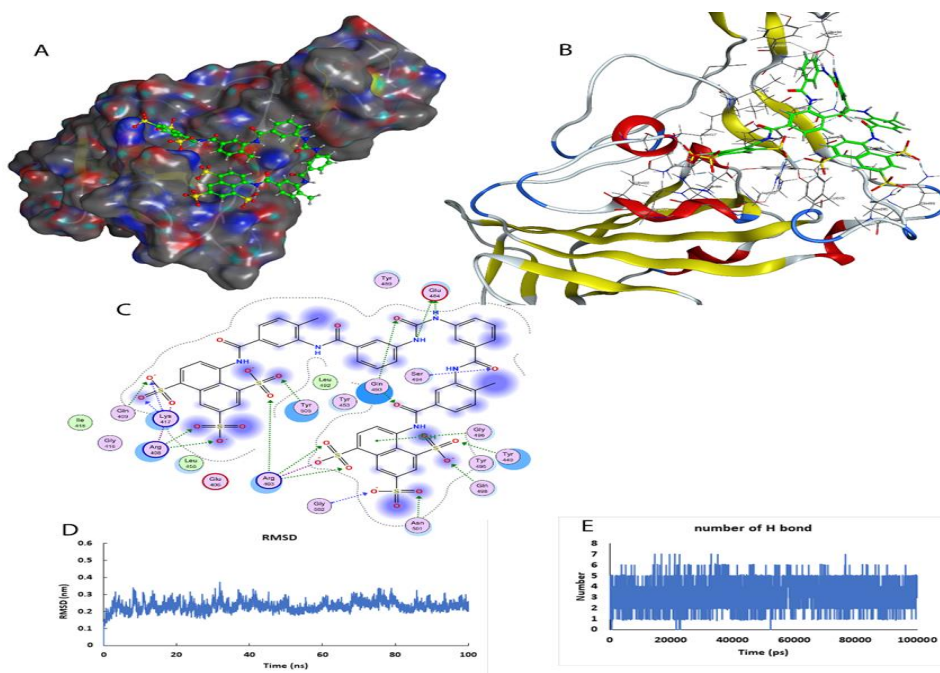 A
B
C
Tyr
489
Glu
484
Ser
494
Leu
492
Gln
493
Tyr
453
Tyr
505
Gln
409
Lys
417
Ile
418
Gly
416
Arg
408
Leu
455
Glu
406
Arg
403
Gly
502
Asn
501
Gly
496
Tyr
495
Tyr
449
Gln
498
D
RMSD
0.6
0.5
0.4
0.3
0.2
0.1
0
RMSD (nm)
0 20 40 60 80 100
Time (ns)
E
number of H bond
8
7
6
5
4
3
2
1
0
Number
0 20000 40000 60000 80000 100000
Time (ps)